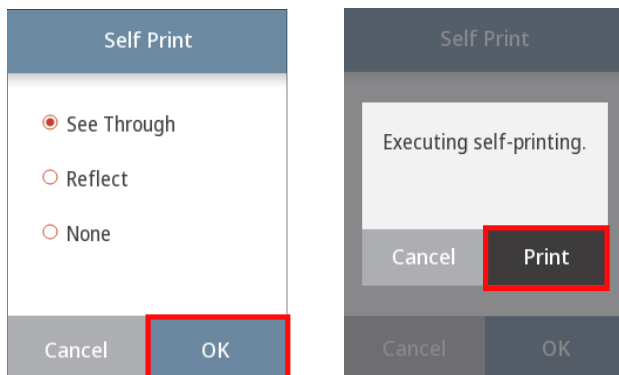 Self Print
See Through
Reflect
None
Cancel
OK
Self Print
Executing self-printing.
Cancel
Print
Cancel
OK